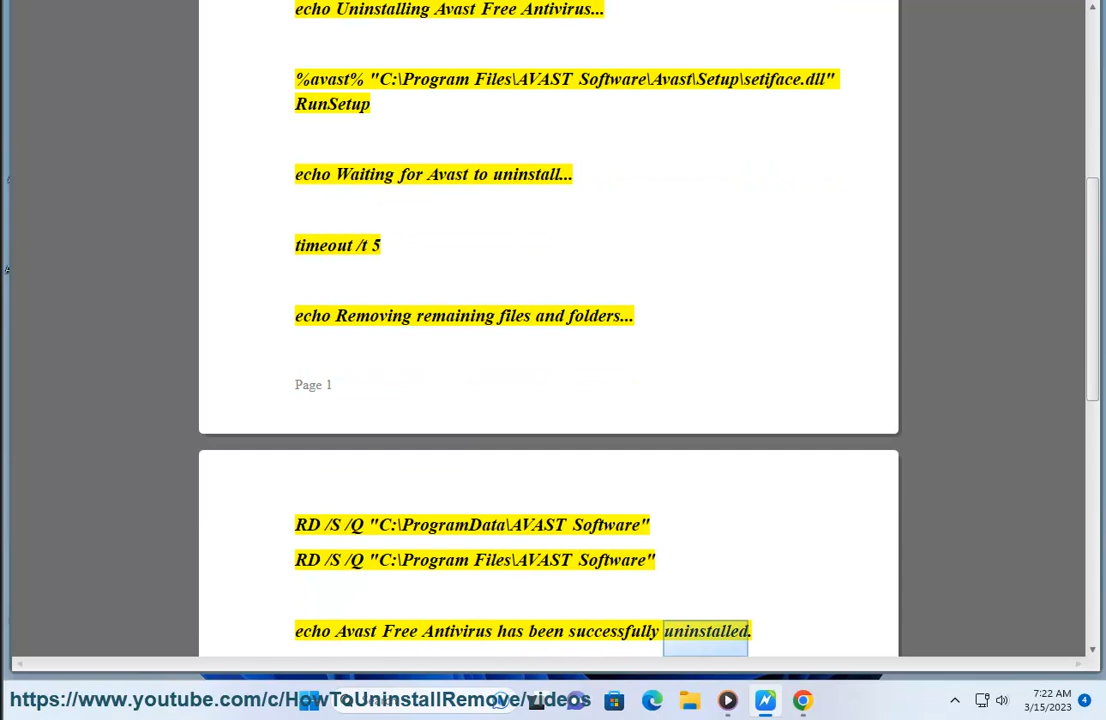 echo Uninstalling Avast Free Antivirus...
%avast% "C:\Program Files\AVAST Software\Avast\Setup\setiface.dll"
RunSetup
echo Waiting for Avast to uninstall...
timeout /t 5
echo Removing remaining files and folders...
Page 1
RD /S /Q "C:\ProgramData\AVAST Software"
RD /S /Q "C:\Program Files\AVAST Software"
echo Avast Free Antivirus has been successfully uninstalled.
https://www.youtube.com/c/HowToUninstallRemove/videos
7:22 AM
3/15/2023
4